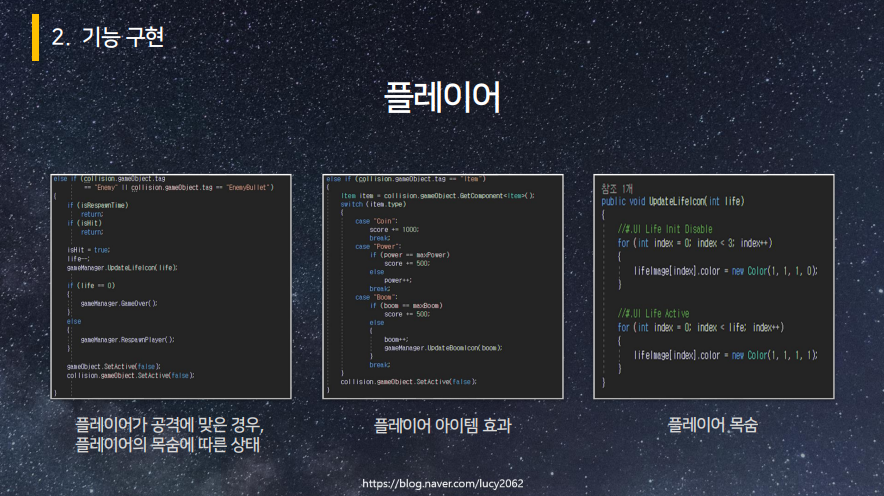 2. 기능 구현
플레이어
else if (collision.gameObject.tag
== "Enemy" || collision.gameObject.tag == "EnemyBullet")
{
if (isRespawnTime)
return;
if (isHit)
return;
isHit = true;
life--;
gameManager.UpdateLifeIcon(life);
if (life == 0)
{
gameManager.GameOver();
}
else
{
gameManager.RespawnPlayer();
}
gameObject.SetActive(false);
collision.gameObject.SetActive(false);
}
플레이어가 공격에 맞은 경우,
플레이어의 목숨에 따른 상태
else if (collision.gameObject.tag == "Item")
{
Item item = collision.gameObject.GetComponent<Item>();
switch (item.type)
{
case "Coin":
score += 1000;
break;
case "Power":
if (power == maxPower)
score += 500;
else
power++;
break;
case "Boom":
if (boom == maxBoom)
score += 500;
else
{
boom++;
gameManager.UpdateBoomIcon(boom);
}
break;
}
collision.gameObject.SetActive(false);
}
플레이어 아이템 효과
참조 1개
public void UpdateLifeIcon(int life)
{
//#.UI Life Init Disable
for (int index = 0; index < 3; index++)
{
lifeImage[index].color = new Color(1, 1, 1, 0);
}
//#.UI Life Active
for (int index = 0; index < life; index++)
{
lifeImage[index].color = new Color(1, 1, 1, 1);
}
}
플레이어 목숨
https://blog.naver.com/lucy2062